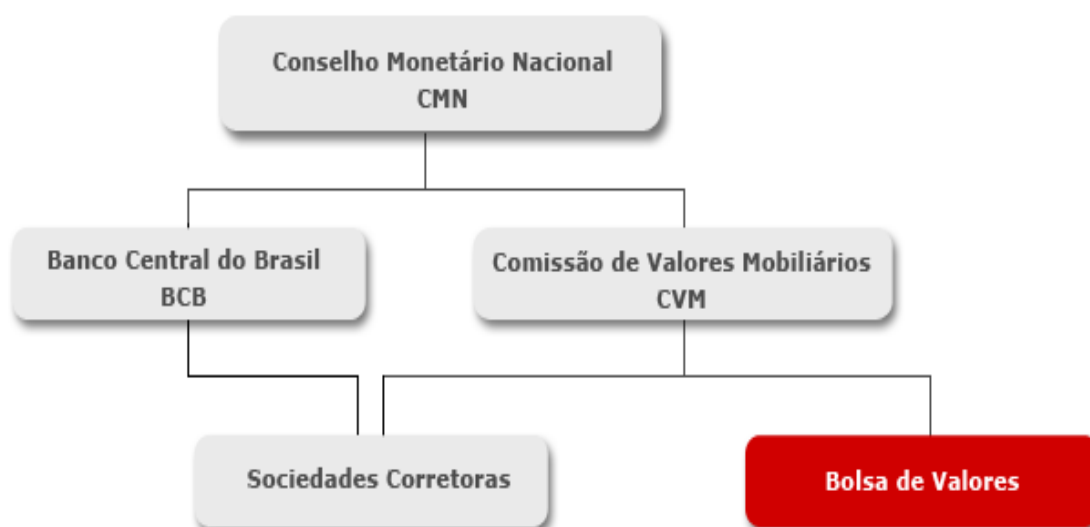 Conselho Monetário Nacional
CMN
Banco Central do Brasil
BCB
Comissão de Valores Mobiliários
CVM
Sociedades Corretoras
Bolsa de Valores